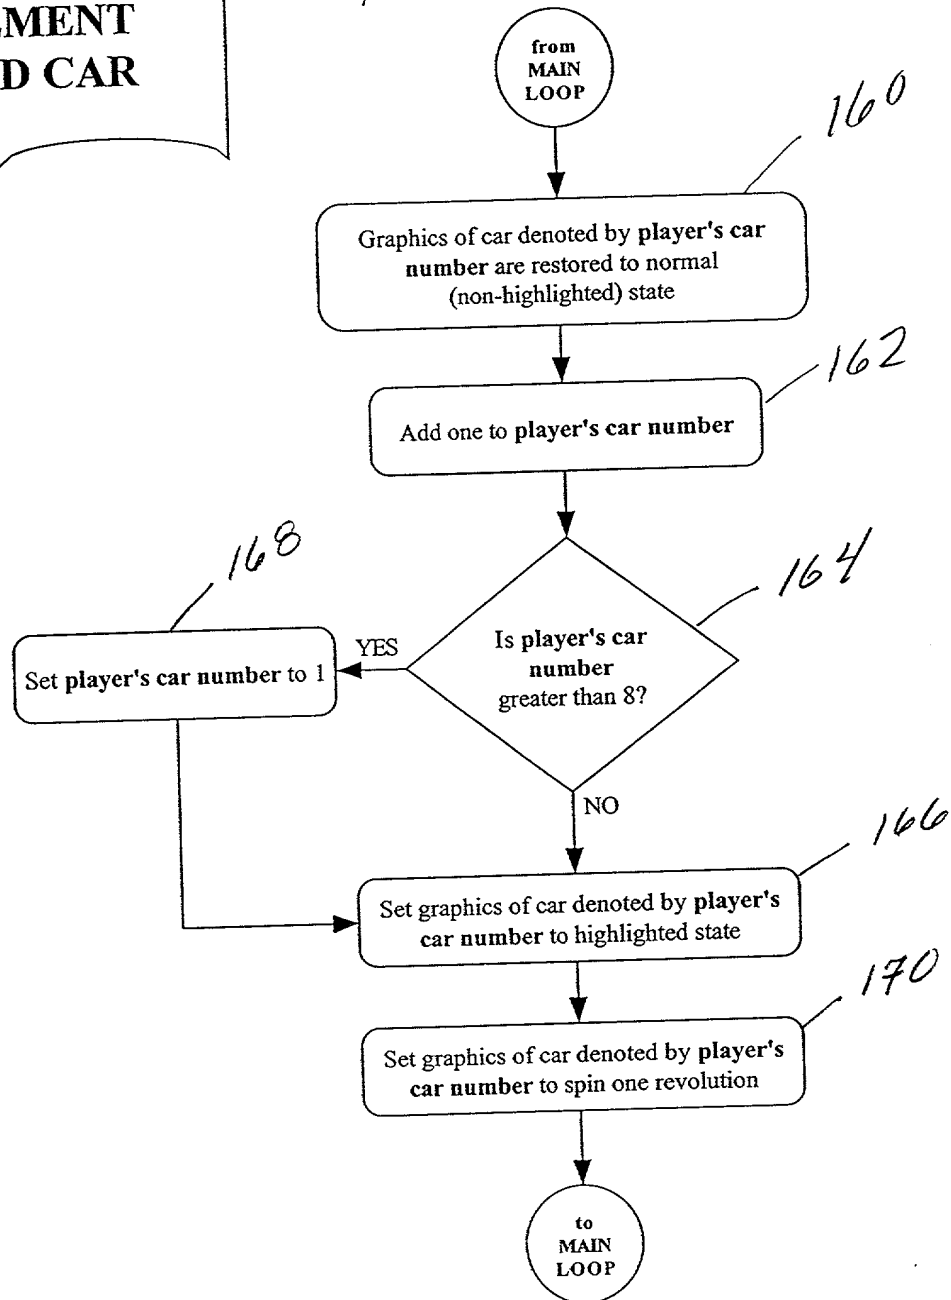 D CAR
from
MAIN
LOOP
160
Graphics of car denoted by player's car
number are restored to normal
(non-highlighted) state
162
Add one to player's car number
164
Is player's car
number
greater than 8?
YES
168
Set player's car number to 1
NO
166
Set graphics of car denoted by player's
car number to highlighted state
170
Set graphics of car denoted by player's
car number to spin one revolution
to
MAIN
LOOP